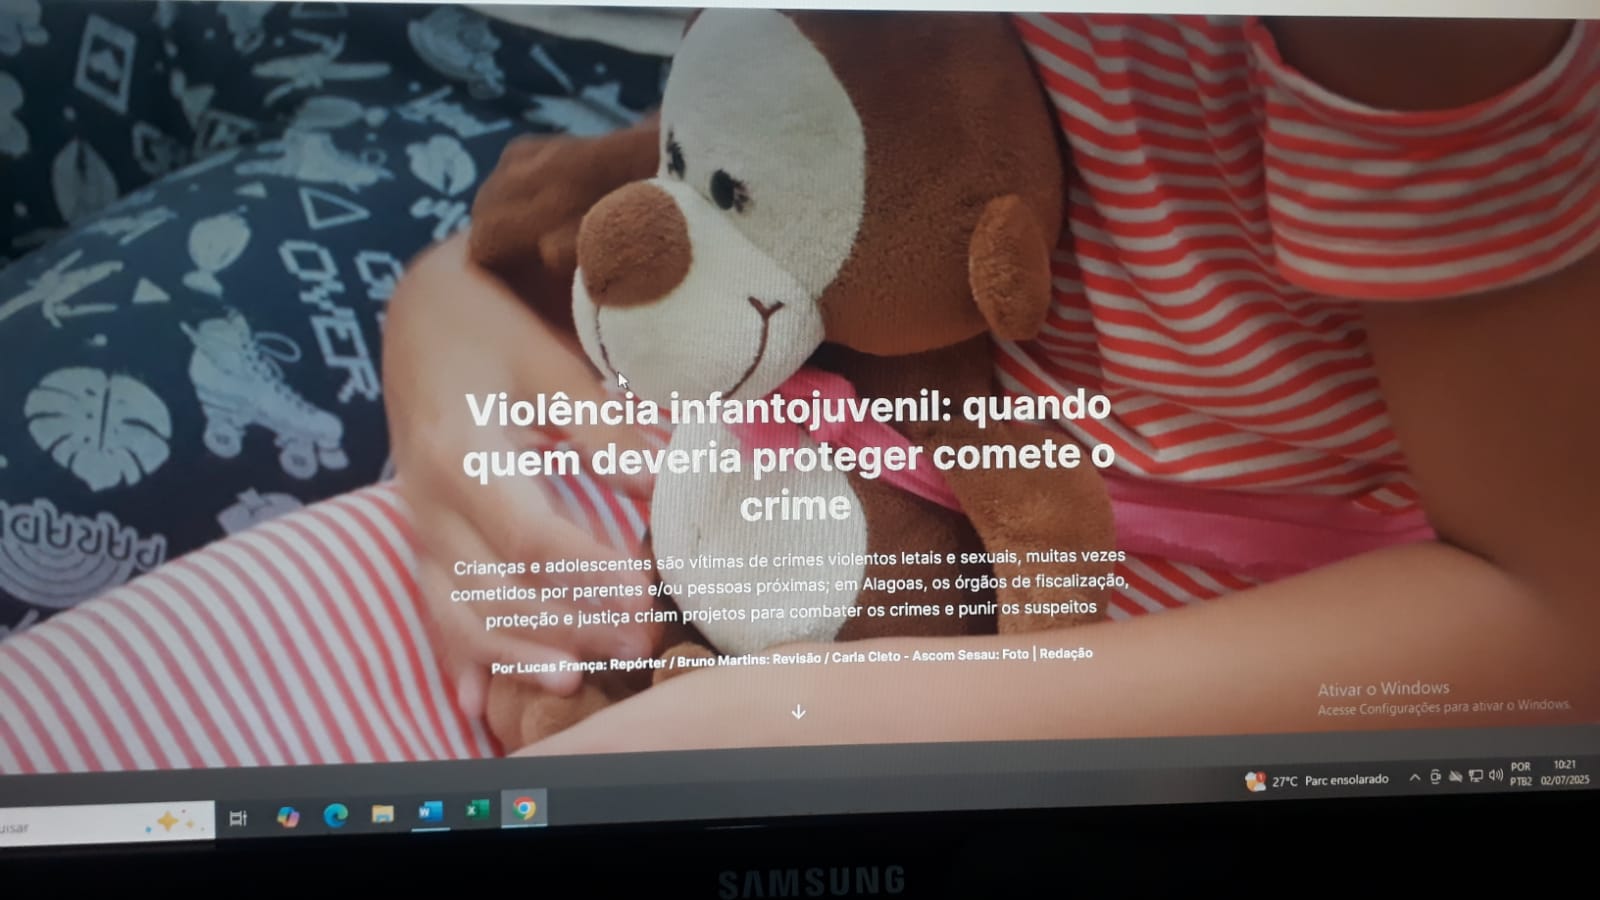 GIRL
POWER
Violência infantojuvenil: quando
quem deveria proteger comete o
crime
Crianças e adolescentes são vítimas de crimes violentos letais e sexuais, muitas vezes
cometidos por parentes e/ou pessoas próximas; em Alagoas, os órgãos de fiscalização,
proteção e justiça criam projetos para combater os crimes e punir os suspeitos
Por Lucas França: Repórter / Bruno Martins: Revisão / Carla Cleto - Ascom Sesau: Foto | Redação
Ativar o Windows
Acesse Configurações para ativar o Windows.
27°C Parc ensolarado
POR
PTB2
10:21
02/07/2025
SAMSUNG